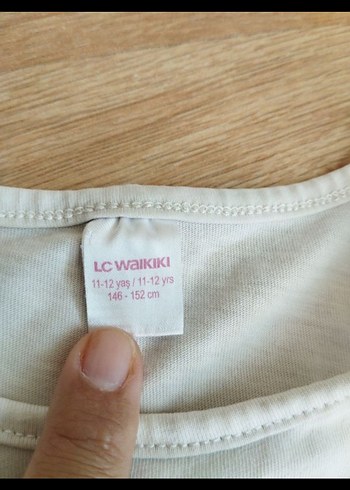 LC WAIKIKI
11-12 yaş / 11-12 yrs
146 - 152 cm